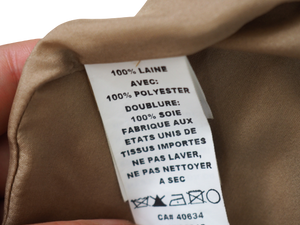 100% LAINE
AVEC:
100% POLYESTER
DOUBLURE:
100% SOIE
FABRIQUE AUX
ETATS UNIS DE
TISSUS IMPORTES
NE PAS LAVER,
NE PAS NETTOYER
A SEC
CA# 40634